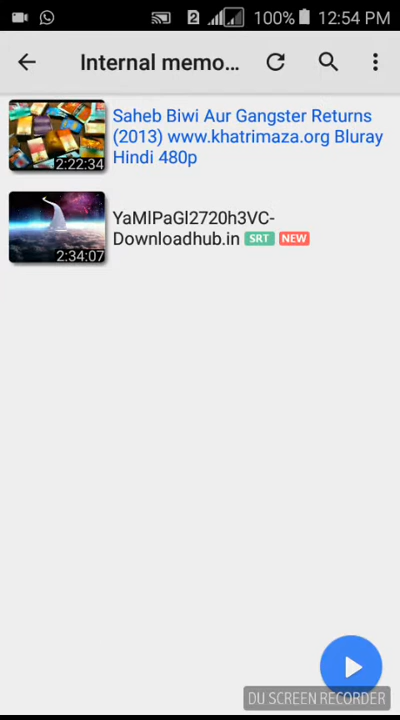 2 100% 12:54 PM
Internal memo...
Saheb Biwi Aur Gangster Returns
(2013) www.khatrimaza.org Bluray
Hindi 480p
2:22:34
YaMlPaGl2720h3VC-
Downloadhub.in SRT NEW
2:34:07
DU SCREEN RECORDER